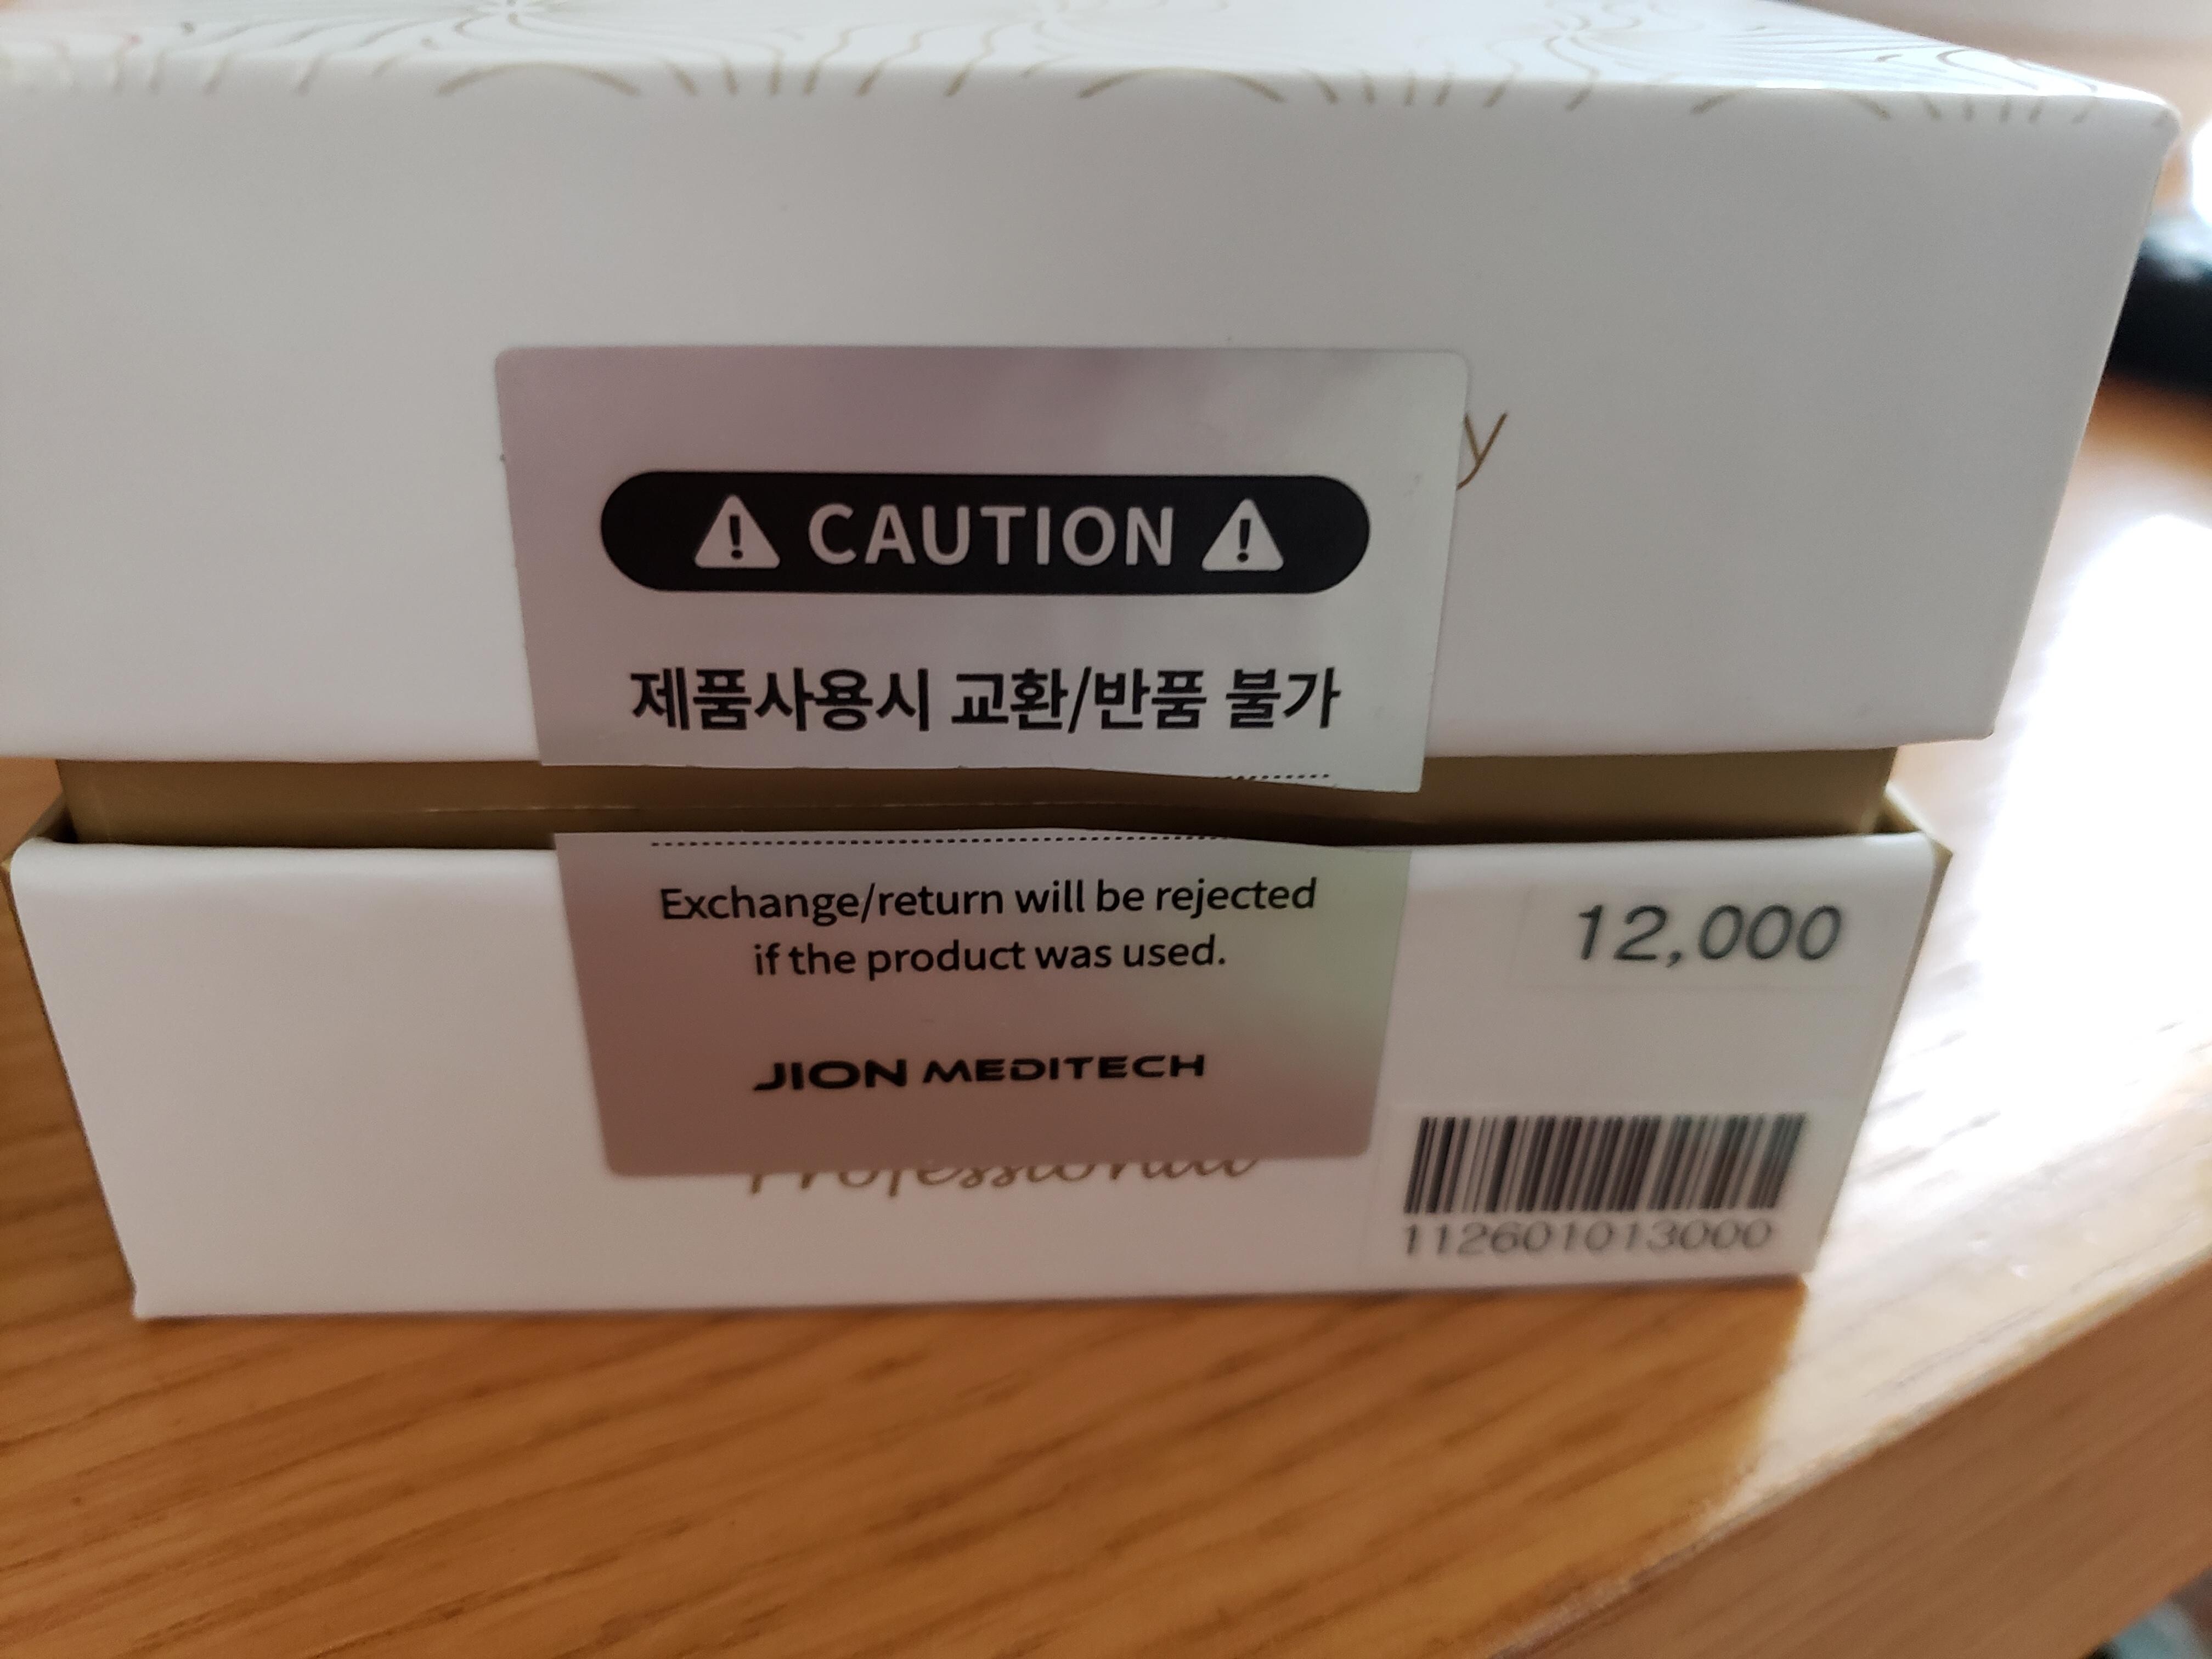 CAUTION
제품사용시 교환/반품 불가
Exchange/return will be rejected
if the product was used.
JION MEDITECH
Professional
12,000
112601013000